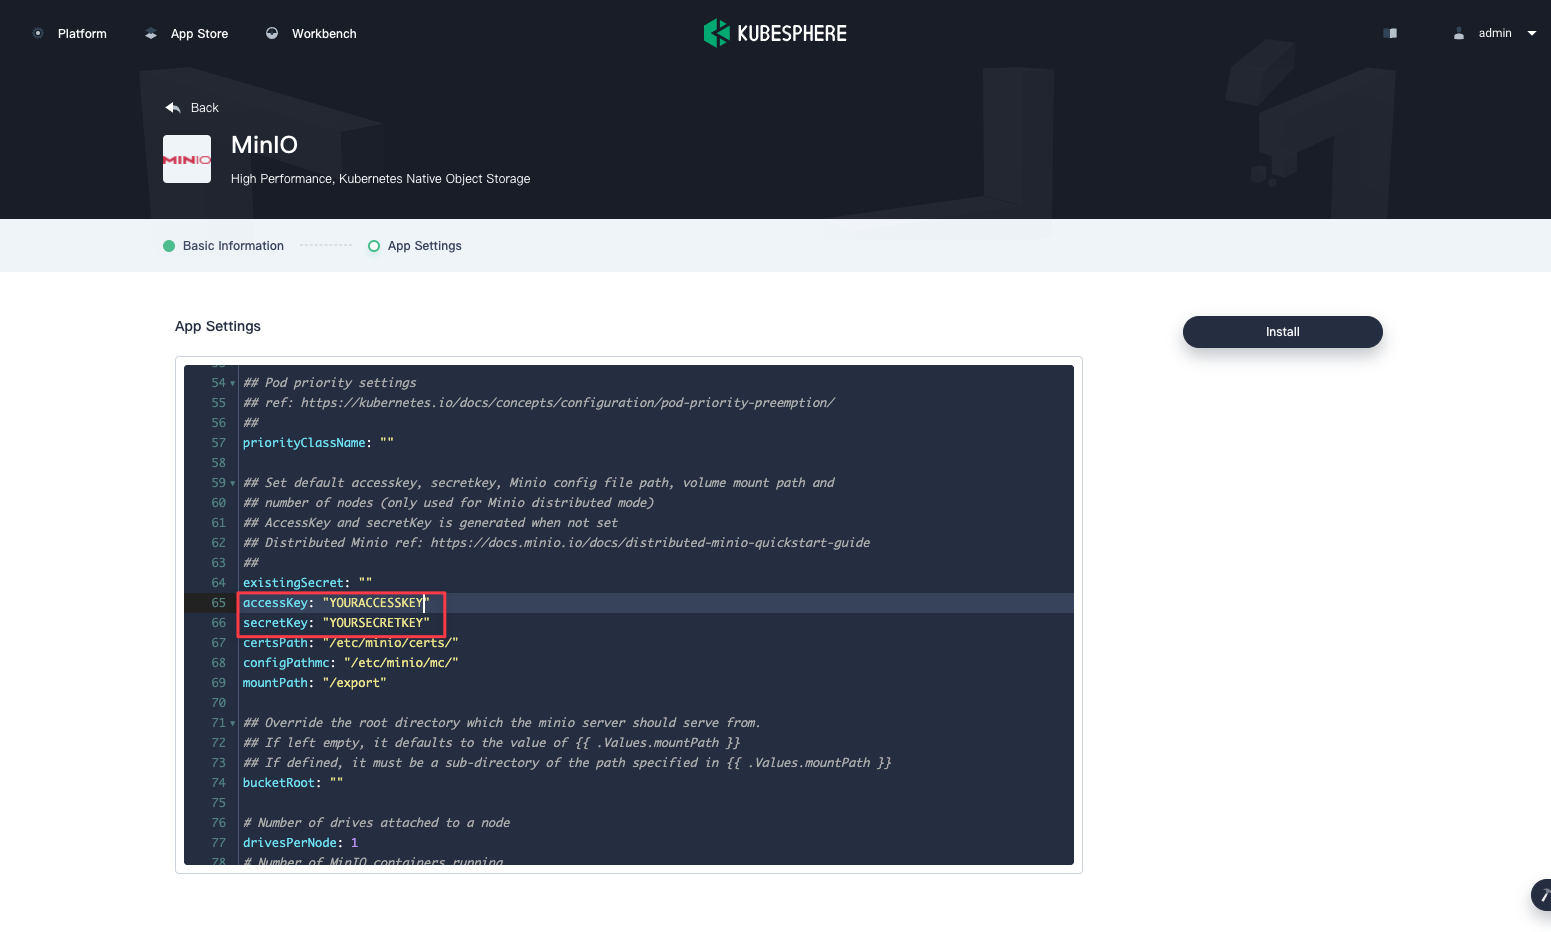 Platform
App Store
Workbench
KUBESPHERE
admin
Back
MINIO
MinIO
High Performance, Kubernetes Native Object Storage
Basic Information
App Settings
App Settings
Install
54 ## Pod priority settings
55 ## ref: https://kubernetes.io/docs/concepts/configuration/pod-priority-preemption/
56 ##
57 priorityClassName: ""
58
59 ## Set default accesskey, secretkey, Minio config file path, volume mount path and
60 ## number of nodes (only used for Minio distributed mode)
61 ## AccessKey and secretKey is generated when not set
62 ## Distributed Minio ref: https://docs.minio.io/docs/distributed-minio-quickstart-guide
63 ##
64 existingSecret: ""
65 accessKey: "YOURACCESSKEY"
66 secretKey: "YOURSECRETKEY"
67 certsPath: "/etc/minio/certs/"
68 configPathmc: "/etc/minio/mc/"
69 mountPath: "/export"
70
71 ## Override the root directory which the minio server should serve from.
72 ## If left empty, it defaults to the value of {{ .Values.mountPath }}
73 ## If defined, it must be a sub-directory of the path specified in {{ .Values.mountPath }}
74 bucketRoot: ""
75
76 # Number of drives attached to a node
77 drivesPerNode: 1
78 # Number of MinIO containers running